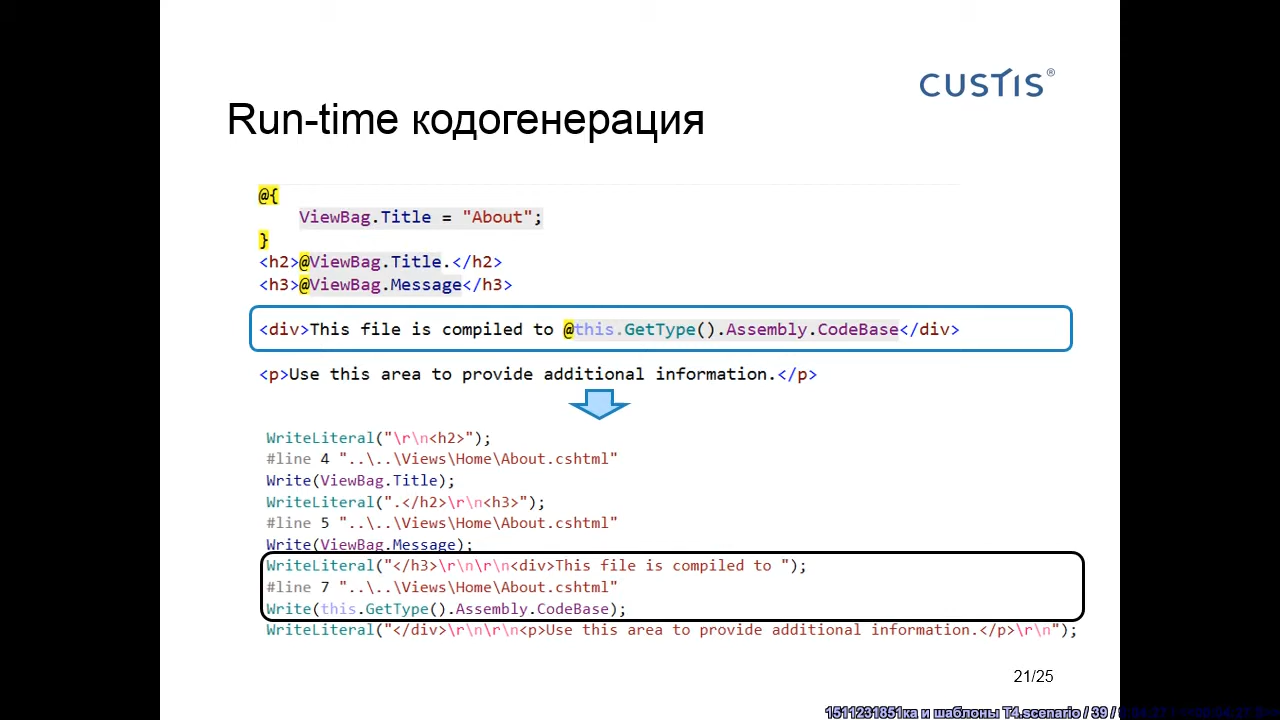 CUSTIS®
Run-time кодогенерация
@{
ViewBag.Title = "About";
}
<h2>@ViewBag.Title.</h2>
<h3>@ViewBag.Message</h3>
<div>This file is compiled to @this.GetType().Assembly.CodeBase</div>
<p>Use this area to provide additional information.</p>
WriteLiteral("\r\n<h2>");
#line 4 "..\..\Views\Home\About.cshtml"
Write(ViewBag.Title);
WriteLiteral(".</h2>\r\n<h3>");
#line 5 "..\..\Views\Home\About.cshtml"
Write(ViewBag.Message);
WriteLiteral("</h3>\r\n\r\n<div>This file is compiled to ");
#line 7 "..\..\Views\Home\About.cshtml"
Write(this.GetType().Assembly.CodeBase);
WriteLiteral("</div>\r\n\r\n<p>Use this area to provide additional information.</p>\r\n");
21/25
1511231851ка и шаблоны T4.scenario / 39 /